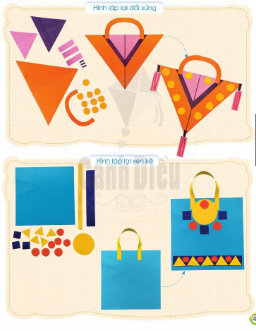 Hình lặp lại đối xứng
Hình lặp lại xen kẽ
Cánh Diều